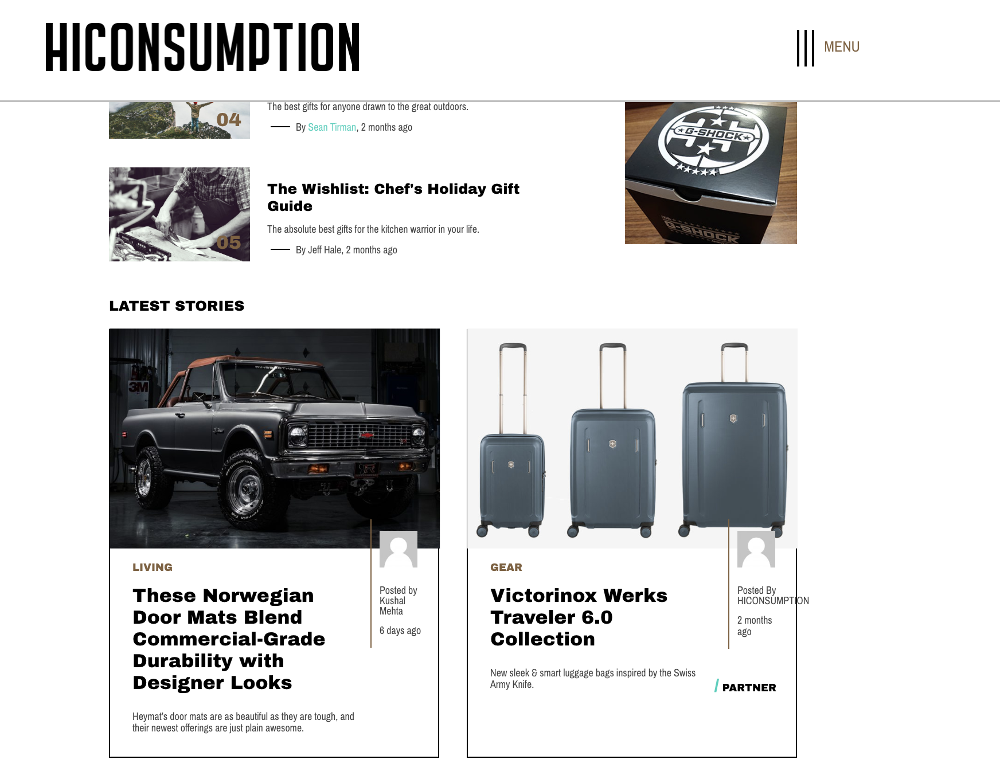 HICONSUMPTION
MENU
04
The best gifts for anyone drawn to the great outdoors.
By Sean Tirman, 2 months ago
G-SHOCK
G-SHOCK
The Wishlist: Chef's Holiday Gift
Guide
The absolute best gifts for the kitchen warrior in your life.
By Jeff Hale, 2 months ago
05
LATEST STORIES
RINGBROTHERS
3M
BFGoodrich
All-Terrain T/A
LIVING
These Norwegian
Door Mats Blend
Commercial-Grade
Durability with
Designer Looks
Posted by
Kushal
Mehta
6 days ago
Heymat’s door mats are as beautiful as they are tough, and
their newest offerings are just plain awesome.
GEAR
Victorinox Werks
Traveler 6.0
Collection
Posted By
HICONSUMPTION
2 months
ago
New sleek & smart luggage bags inspired by the Swiss
Army Knife.
/ PARTNER